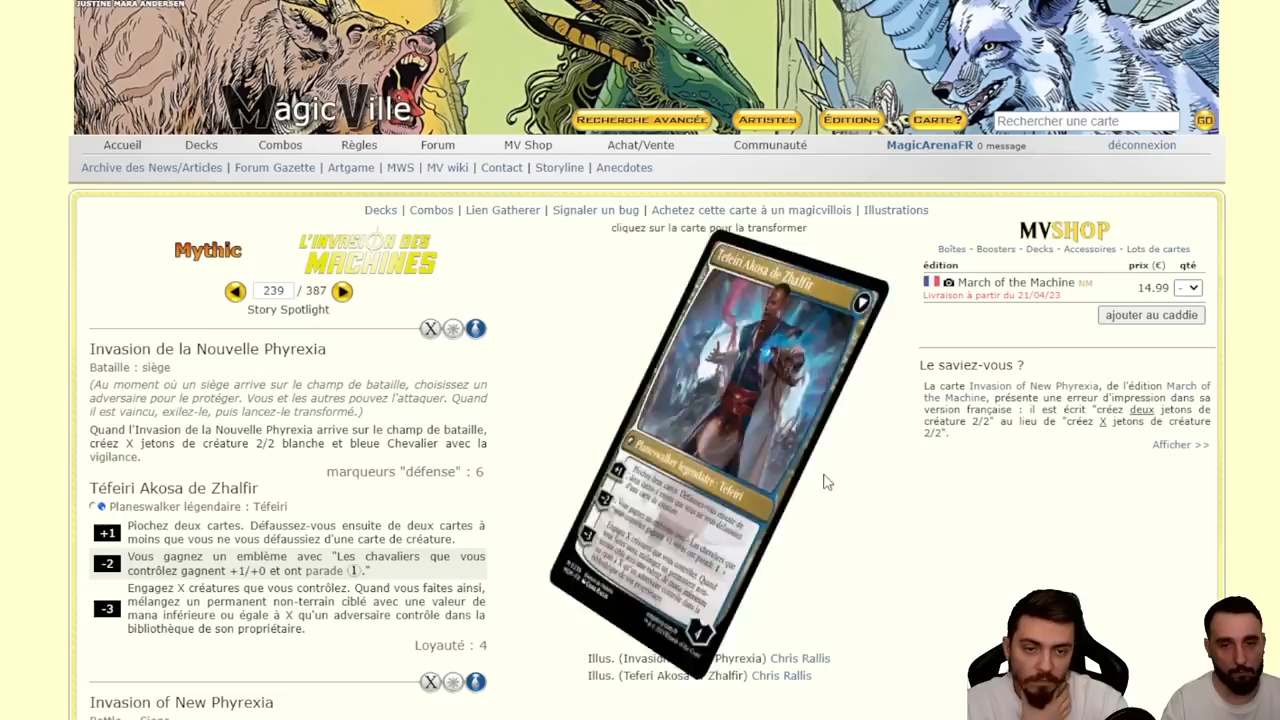 JUSTINE MARA ANDERSEN
MagicVille
RECHERCHE AVANCÉE
ARTISTES
ÉDITIONS
CARTE?
Rechercher une carte
GO
Accueil
Decks
Combos
Règles
Forum
MV Shop
Achat/Vente
Communauté
MagicArenaFR 0 message
déconnexion
Archive des News/Articles | Forum Gazette | Artgame | MWS | MV wiki | Contact | Storyline | Anecdotes
Decks | Combos | Lien Gatherer | Signaler un bug | Achetez cette carte à un magicvillois | Illustrations
cliquez sur la carte pour la transformer
Mythic
L'INVASION DES
MACHINES
239 / 387
Story Spotlight
X
Invasion de la Nouvelle Phyrexia
Bataille : siège
(Au moment où un siège arrive sur le champ de bataille, choisissez un
adversaire pour le protéger. Vous et les autres pouvez l'attaquer. Quand
il est vaincu, exilez-le, puis lancez-le transformé.)
Quand l'Invasion de la Nouvelle Phyrexia arrive sur le champ de bataille,
créez X jetons de créature 2/2 blanche et bleue Chevalier avec la
vigilance.
marqueurs "défense" : 6
Téfeiri Akosa de Zhalfir
Planeswalker légendaire : Téfeiri
+1
Piochez deux cartes. Défaussez-vous ensuite de deux cartes à
moins que vous ne vous défaussiez d'une carte de créature.
-2
Vous gagnez un emblème avec "Les chevaliers que vous
contrôlez gagnent +1/+0 et ont parade 1."
-3
Engagez X créatures que vous contrôlez. Quand vous faites ainsi,
mélangez un permanent non-terrain ciblé avec une valeur de
mana inférieure ou égale à X qu'un adversaire contrôle dans la
bibliothèque de son propriétaire.
Loyauté : 4
X
Invasion of New Phyrexia
Battle — Siege
Tefeiri Akosa de Zhalfir
Planeswalker légendaire : Teferi
4
Illus. (Invasion Phyrexia) Chris Rallis
Illus. (Teferi Akosa Zhalfir) Chris Rallis
MVSHOP
Boîtes - Boosters - Decks - Accessoires - Lots de cartes
édition
prix (€)
qté
March of the Machine NM
14.99
-
Livraison à partir du 21/04/23
ajouter au caddie
Le saviez-vous ?
La carte Invasion of New Phyrexia, de l'édition March of
the Machine, présente une erreur d'impression dans sa
version française : il est écrit "créez deux jetons de
créature 2/2" au lieu de "créez X jetons de créature
2/2".
Afficher >>